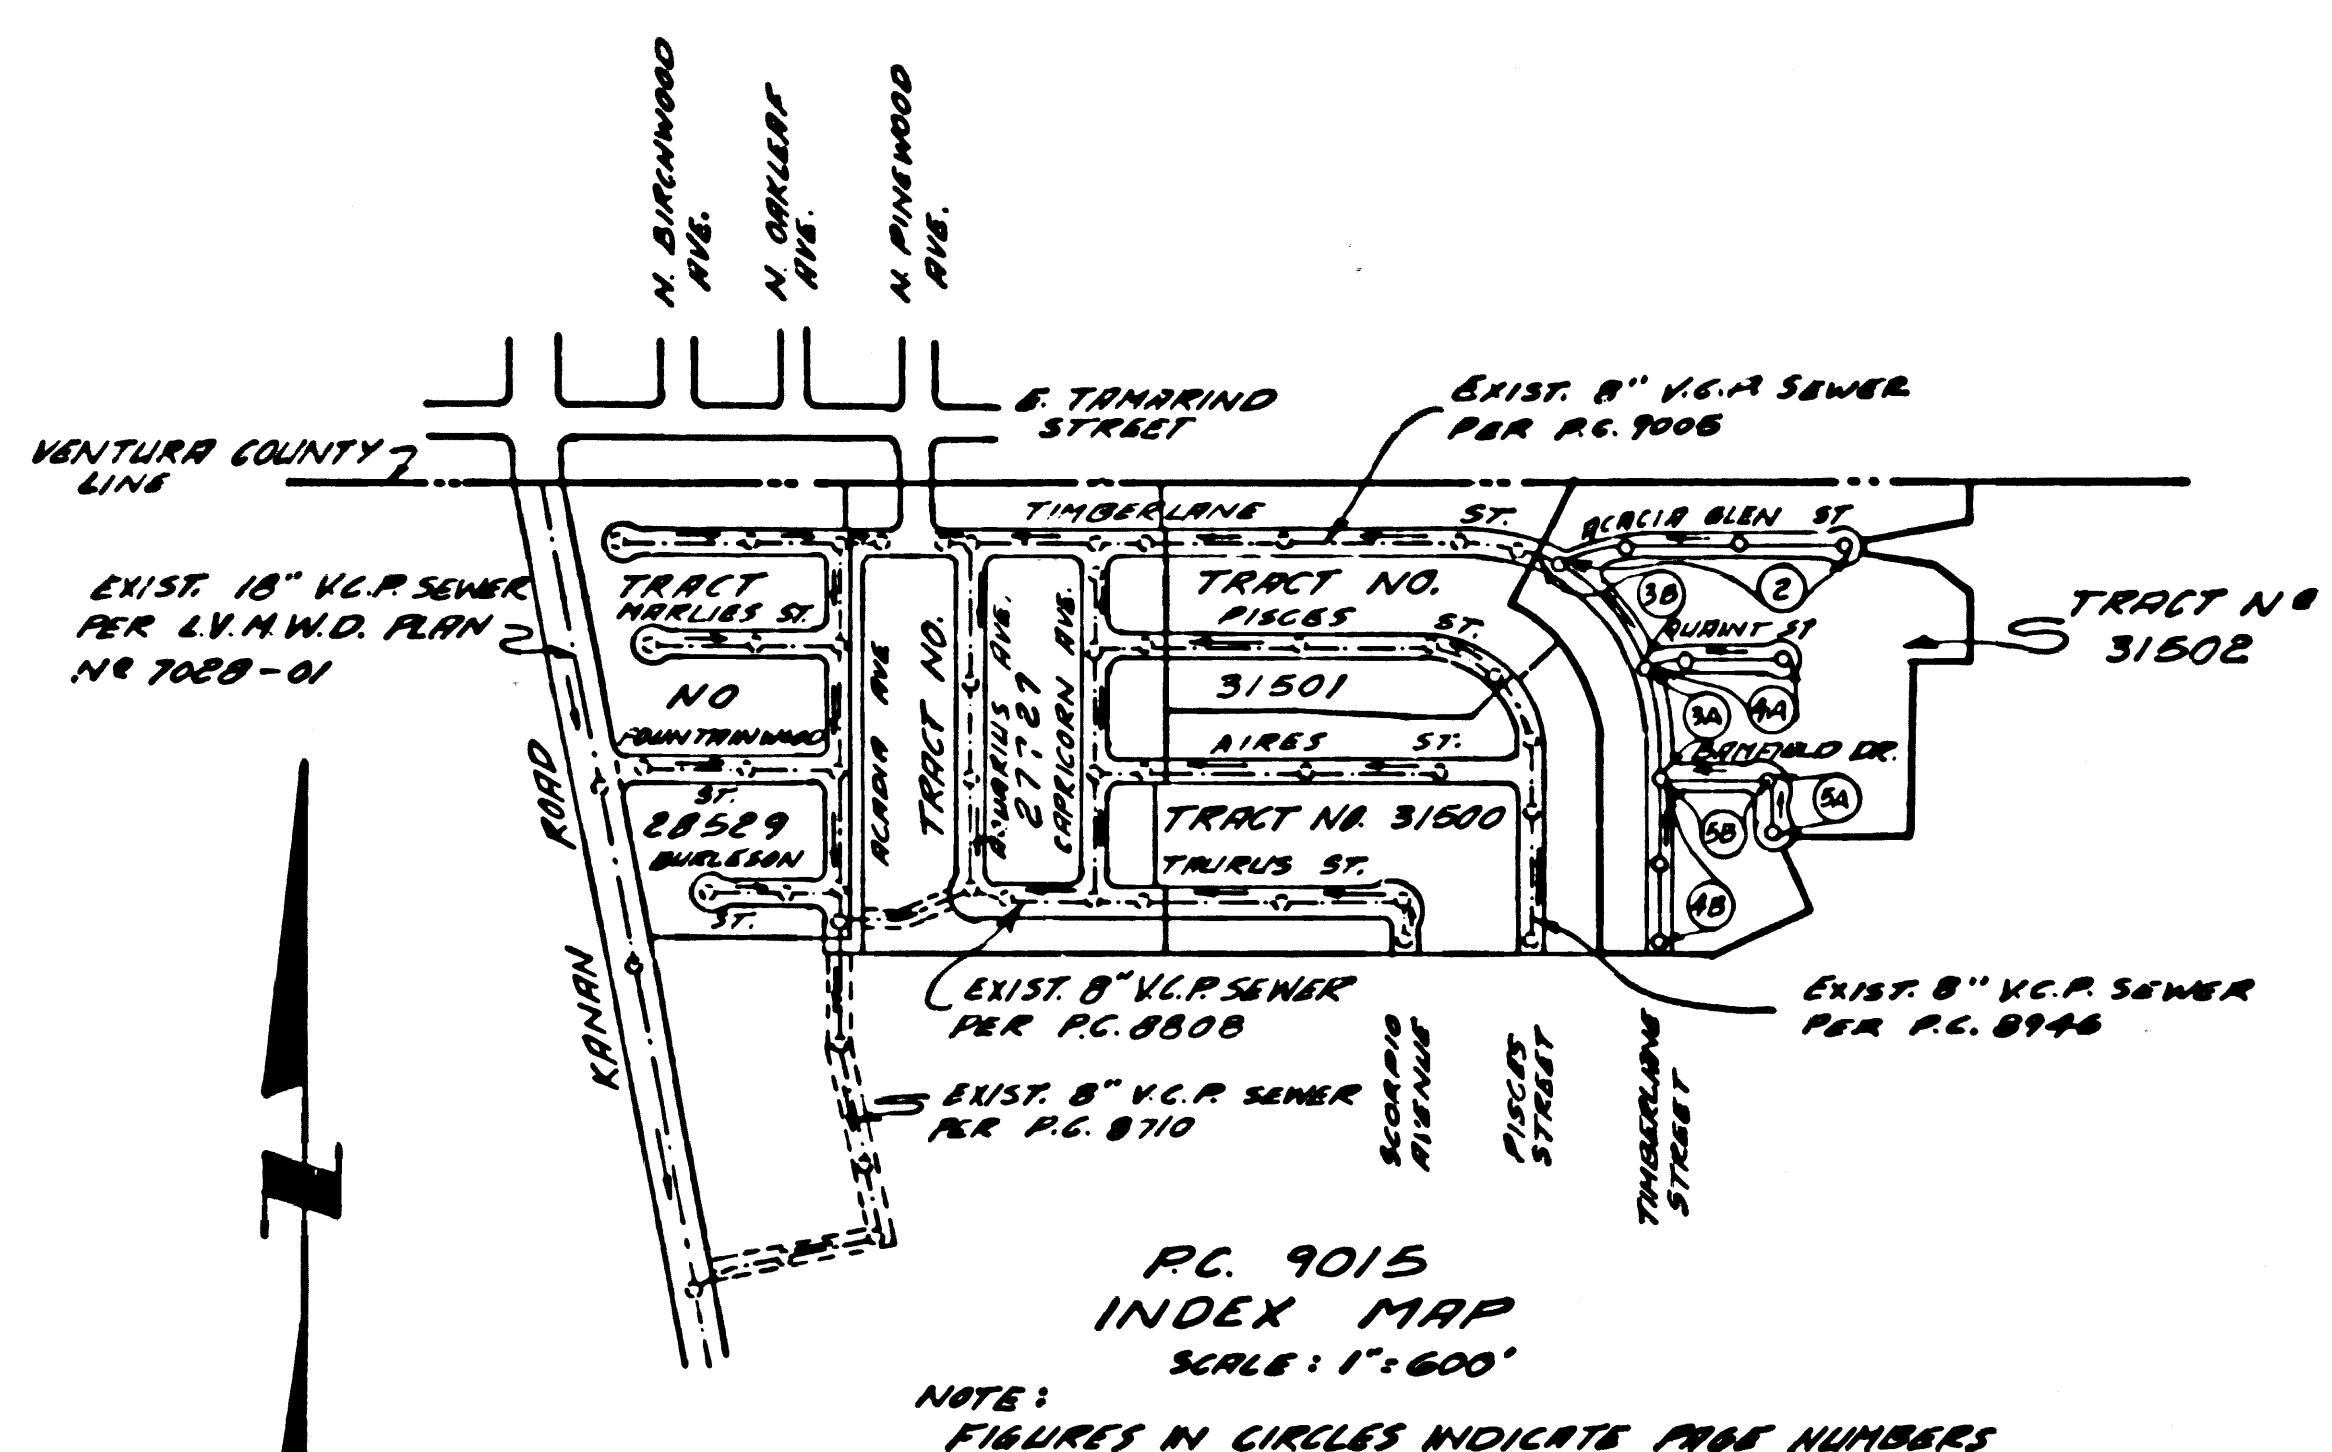 N. BIRCHWOOD
AVE.
N. OAKLEAF
AVE.
N. PINEWOOD
AVE.
E. TAMARIND
STREET
EXIST. 8" V.C.P. SEWER
PER P.C. 9005
VENTURA COUNTY
LINE
TIMBERLANE ST.
ACACIA GLEN ST
EXIST. 18" V.C.P. SEWER
PER L.V.M.W.D. PLAN
Nº 7028-01
TRACT
MARLIES ST.
NO
FOUNTAINWOOD
ST.
28529
BURLESON
ST.
ACADIA AVE
TRACT NO.
AQUARIUS AVE.
27729
CAPRICORN AVE.
TRACT NO.
PISCES ST.
31501
AIRES ST.
TRACT NO. 31500
TAURUS ST.
3B
2
QUAINT ST
3A
4A
DR.
5A
5B
4B
TRACT Nº
31502
ROAD
KANAN
EXIST. 8" V.C.P. SEWER
PER P.C. 8808
EXIST. 8" V.C.P. SEWER
PER P.C. 8946
EXIST. 8" V.C.P. SEWER
PER P.C. 8710
SCORPIO
AVENUE
PISCES
STREET
TIMBERLANE
STREET
N
P.C. 9015
INDEX MAP
SCALE: 1"=600'
NOTE:
FIGURES IN CIRCLES INDICATE PAGE NUMBERS